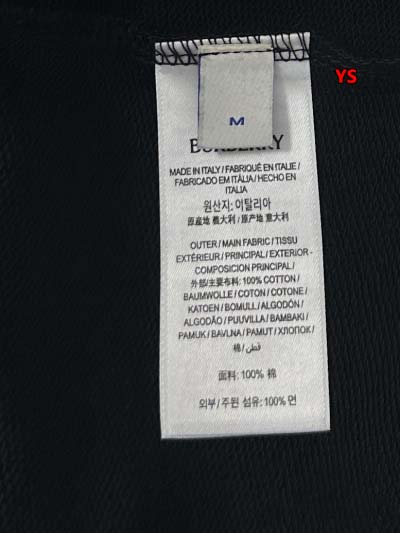 YS
M
BURBERRY
MADE IN ITALY / FABRIQUÉ EN ITALIE /
FABRICADO EM ITÁLIA / HECHO EN
ITALIA
원산지: 이탈리아
原産地 義大利 / 原产地 意大利
OUTER / MAIN FABRIC / TISSU
EXTÉRIEUR / PRINCIPAL / EXTERIOR -
COMPOSICION PRINCIPAL /
外部/主要布料: 100% COTTON /
BAUMWOLLE / COTON / COTONE /
KATOEN / BOMULL / ALGODÓN /
ALGODÃO / PUUVILLA / BAMBAKI /
PAMUK / BAVLNA / PAMUT / ХЛОПОК /
棉 / قطن /
面料: 100% 棉
외부 / 주된 섬유: 100% 면